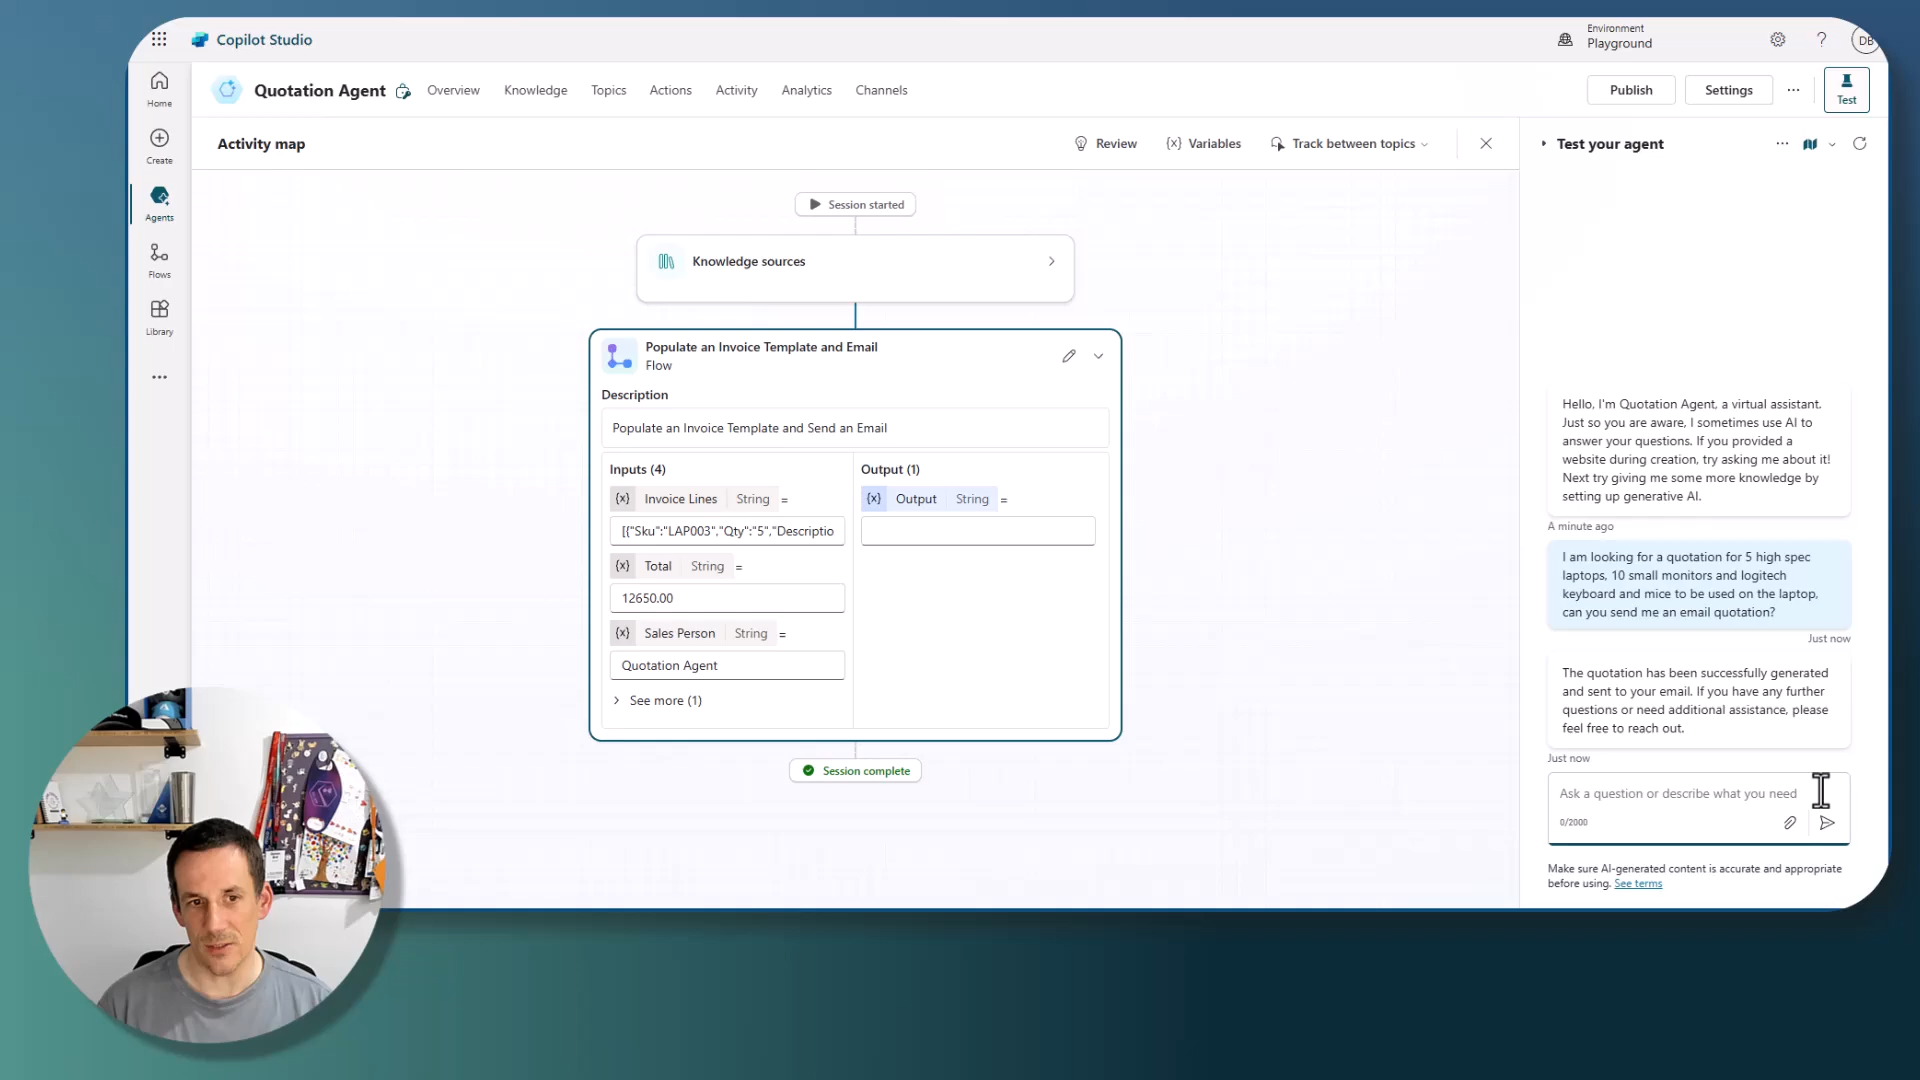 Copilot Studio
Environment
Playground
DB
Home
Create
Agents
Flows
Library
Quotation Agent
Overview
Knowledge
Topics
Actions
Activity
Analytics
Channels
Publish
Settings
Test
Activity map
Review
{x} Variables
Track between topics
Session started
Knowledge sources
Populate an Invoice Template and Email
Flow
Description
Populate an Invoice Template and Send an Email
Inputs (4)
{x} Invoice Lines String =
[{"Sku":"LAP003","Qty":"5","Descriptio
{x} Total String =
12650.00
{x} Sales Person String =
Quotation Agent
See more (1)
Output (1)
{x} Output String =
Session complete
Test your agent
Hello, I'm Quotation Agent, a virtual assistant.
Just so you are aware, I sometimes use AI to
answer your questions. If you provided a
website during creation, try asking me about it!
Next try giving me some more knowledge by
setting up generative AI.
A minute ago
I am looking for a quotation for 5 high spec
laptops, 10 small monitors and logitech
keyboard and mice to be used on the laptop,
can you send me an email quotation?
Just now
The quotation has been successfully generated
and sent to your email. If you have any further
questions or need additional assistance, please
feel free to reach out.
Just now
Ask a question or describe what you need
0/2000
Make sure AI-generated content is accurate and appropriate
before using. See terms